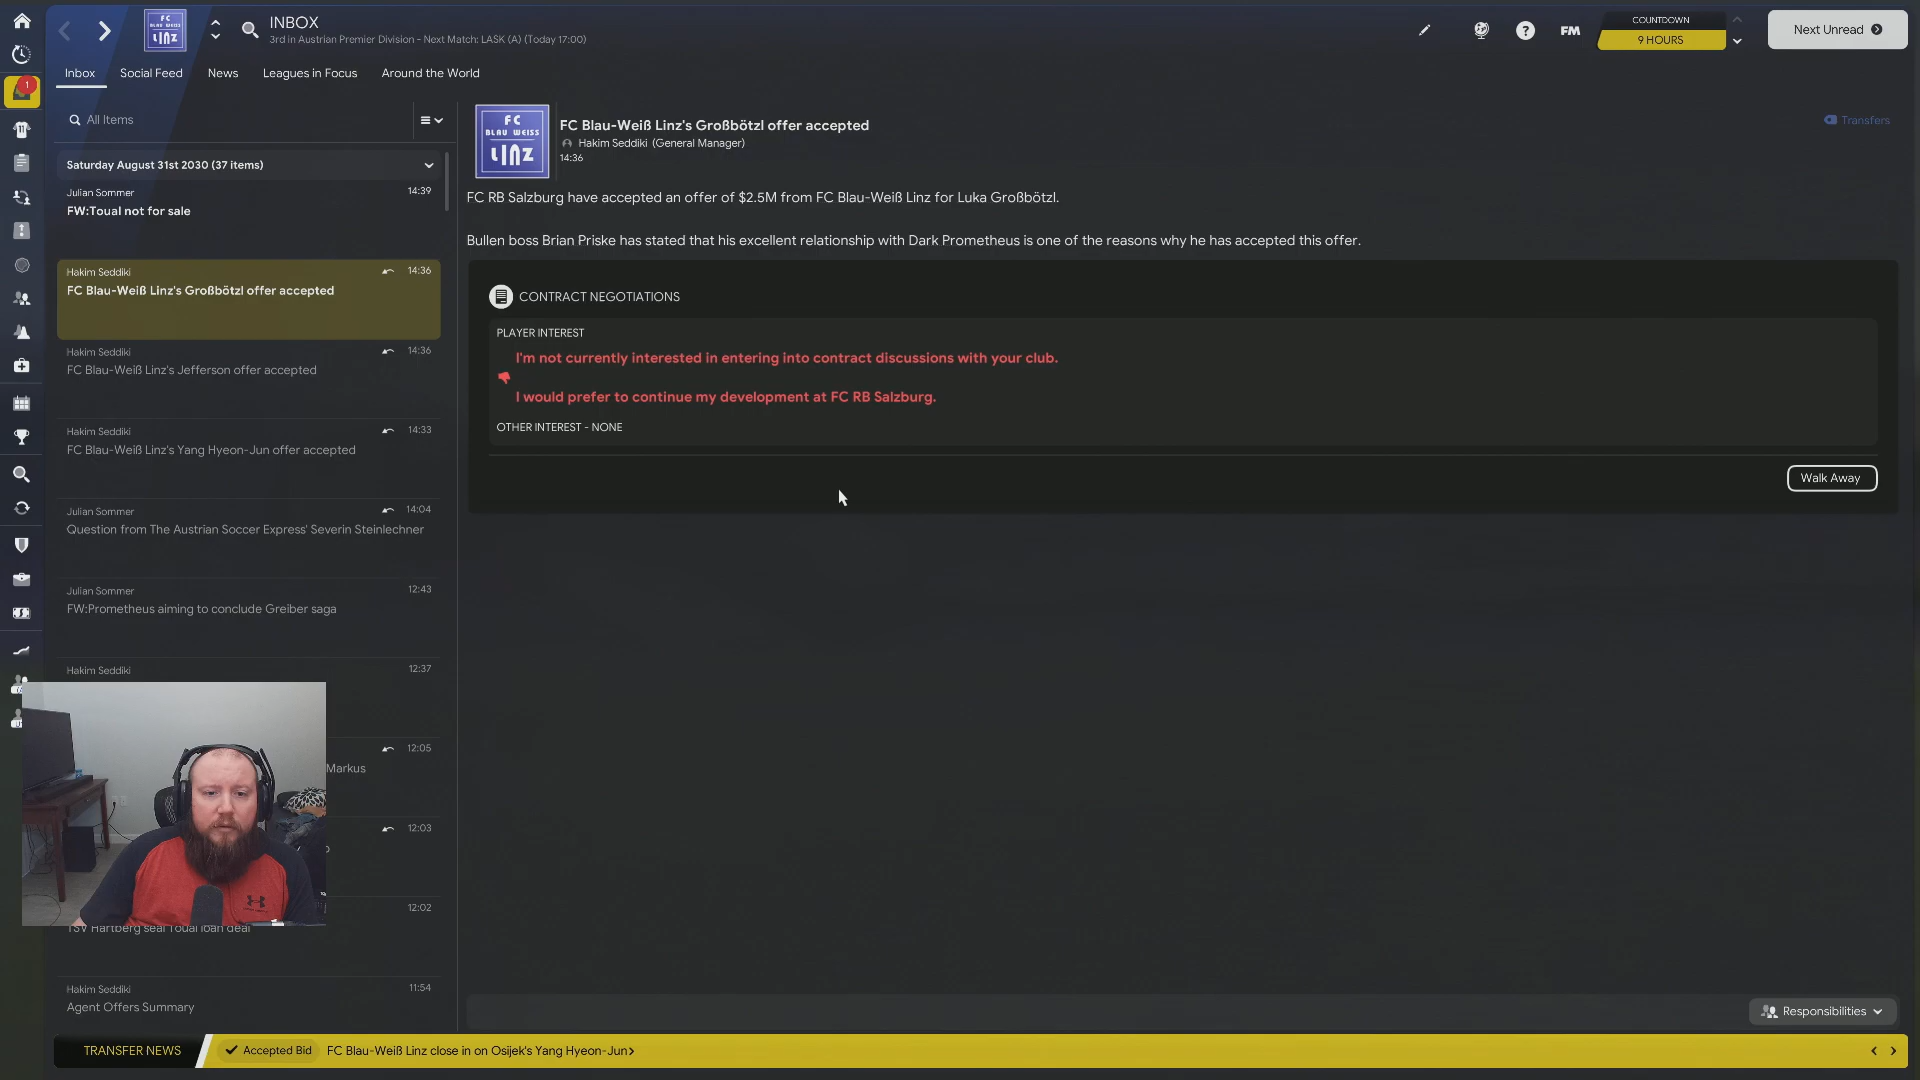 FC
BLAU WEISS
LINZ
INBOX
3rd in Austrian Premier Division - Next Match: LASK (A) (Today 17:00)
FM
COUNTDOWN
9 HOURS
Next Unread
1
Inbox
Social Feed
News
Leagues in Focus
Around the World
All Items
Saturday August 31st 2030 (37 items)
Julian Sommer
14:39
FW:Toual not for sale
Hakim Seddiki
14:36
FC Blau-Weiß Linz's Großbötzl offer accepted
Hakim Seddiki
14:36
FC Blau-Weiß Linz's Jefferson offer accepted
Hakim Seddiki
14:33
FC Blau-Weiß Linz's Yang Hyeon-Jun offer accepted
Julian Sommer
14:04
Question from The Austrian Soccer Express' Severin Steinlechner
Julian Sommer
12:43
FW:Prometheus aiming to conclude Greiber saga
Hakim Seddiki
12:37
12:05
Markus
12:03
12:02
TSV Hartberg seal Toual loan deal
Hakim Seddiki
11:54
Agent Offers Summary
FC
BLAU WEISS
LINZ
FC Blau-Weiß Linz's Großbötzl offer accepted
Hakim Seddiki (General Manager)
14:36
Transfers
FC RB Salzburg have accepted an offer of $2.5M from FC Blau-Weiß Linz for Luka Großbötzl.
Bullen boss Brian Priske has stated that his excellent relationship with Dark Prometheus is one of the reasons why he has accepted this offer.
CONTRACT NEGOTIATIONS
PLAYER INTEREST
I'm not currently interested in entering into contract discussions with your club.
I would prefer to continue my development at FC RB Salzburg.
OTHER INTEREST - NONE
Walk Away
Responsibilities
TRANSFER NEWS
Accepted Bid
FC Blau-Weiß Linz close in on Osijek's Yang Hyeon-Jun>